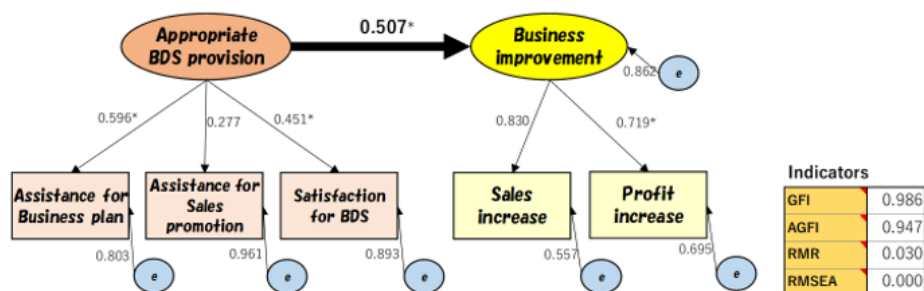 Appropriate
BDS provision
0.507*
Business
improvement
0.862
e
0.596*
0.277
0.451*
0.830
0.719*
Assistance for
Business plan
Assistance for
Sales
promotion
Satisfaction
for BDS
Sales
increase
Profit
increase
0.803
e
0.961
e
0.893
e
0.557
e
0.695
e
Indicators
GFI 0.986
AGFI 0.947
RMR 0.030
RMSEA 0.000